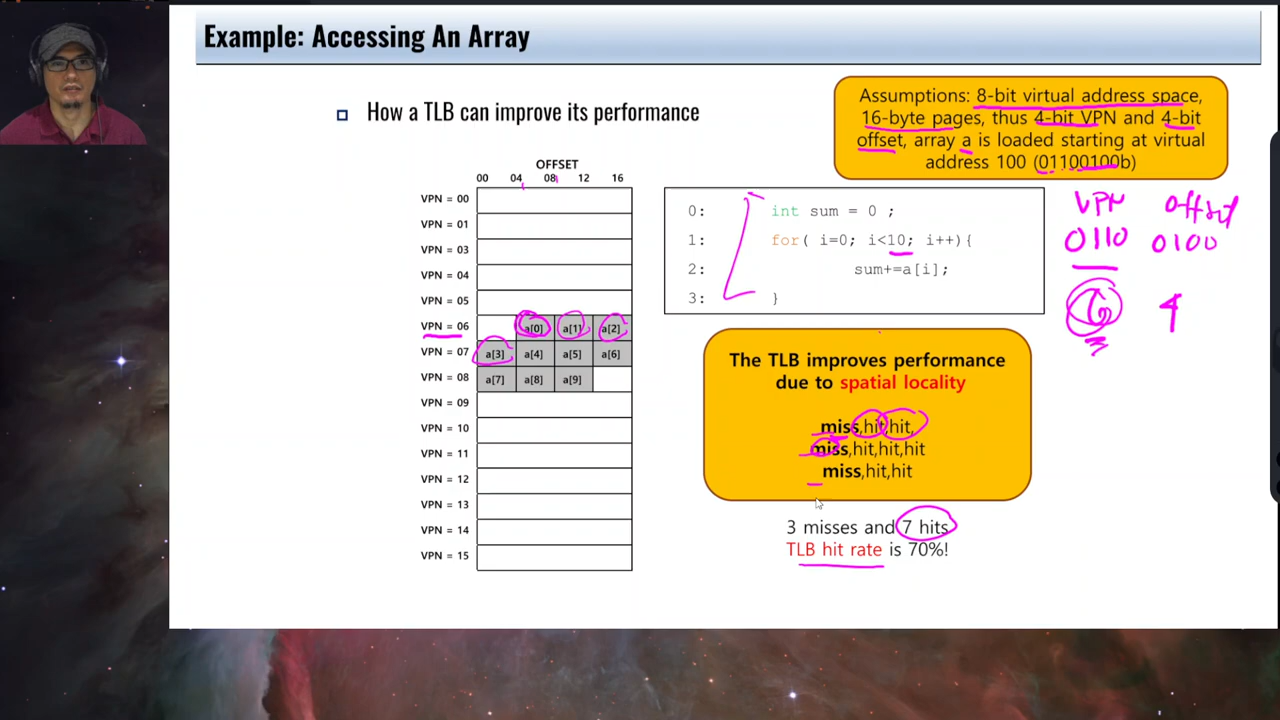 Example: Accessing An Array
How a TLB can improve its performance
Assumptions: 8-bit virtual address space,
16-byte pages, thus 4-bit VPN and 4-bit
offset, array a is loaded starting at virtual
address 100 (01100100b)
OFFSET
00 04 08 12 16
VPN = 00
VPN = 01
VPN = 03
VPN = 04
VPN = 05
VPN = 06 a[0] a[1] a[2]
VPN = 07 a[3] a[4] a[5] a[6]
VPN = 08 a[7] a[8] a[9]
VPN = 09
VPN = 10
VPN = 11
VPN = 12
VPN = 13
VPN = 14
VPN = 15
0: int sum = 0 ;
1: for( i=0; i<10; i++){
2: sum+=a[i];
3: }
VPN offset
0110 0100
6 4
The TLB improves performance
due to spatial locality
miss,hit,hit,
miss,hit,hit,hit
miss,hit,hit
3 misses and 7 hits
TLB hit rate is 70%!